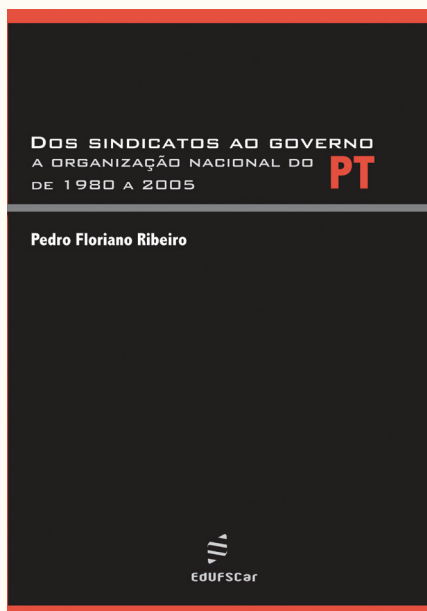 DOS SINDICATOS AO GOVERNO
A ORGANIZAÇÃO NACIONAL DO PT
DE 1980 A 2005
Pedro Floriano Ribeiro
EdUFSCar